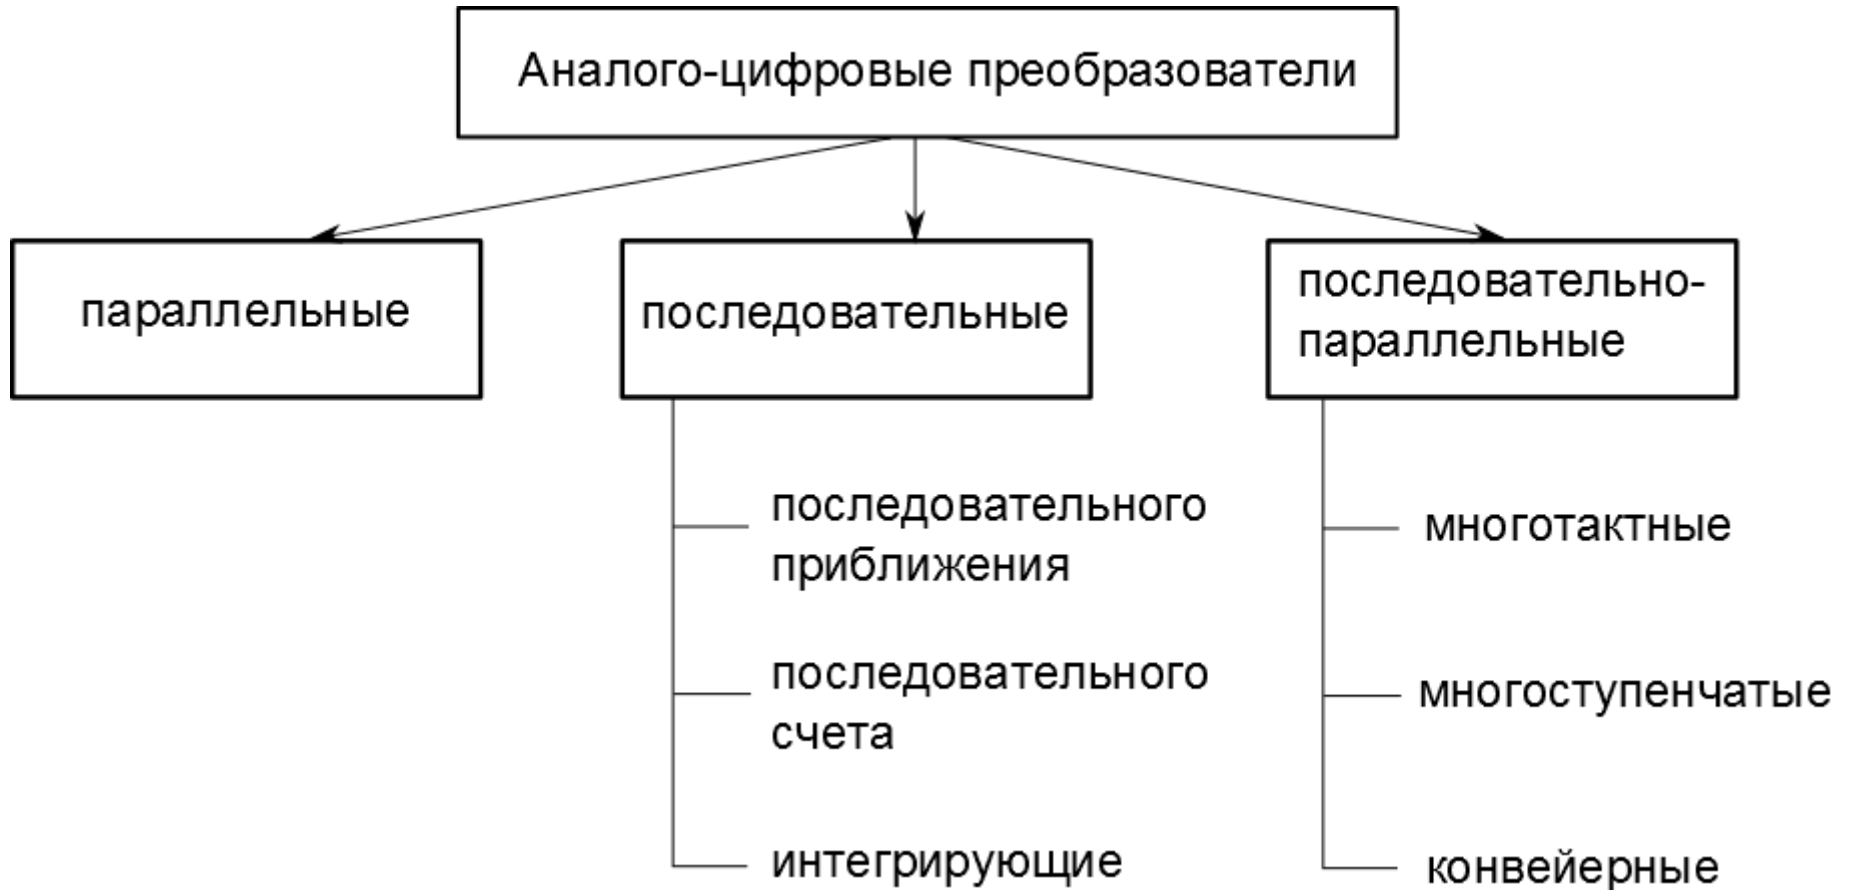 Аналого-цифровые преобразователи
параллельные
последовательные
последовательно-
параллельные
последовательного
приближения
последовательного
счета
интегрирующие
многотактные
многоступенчатые
конвейерные